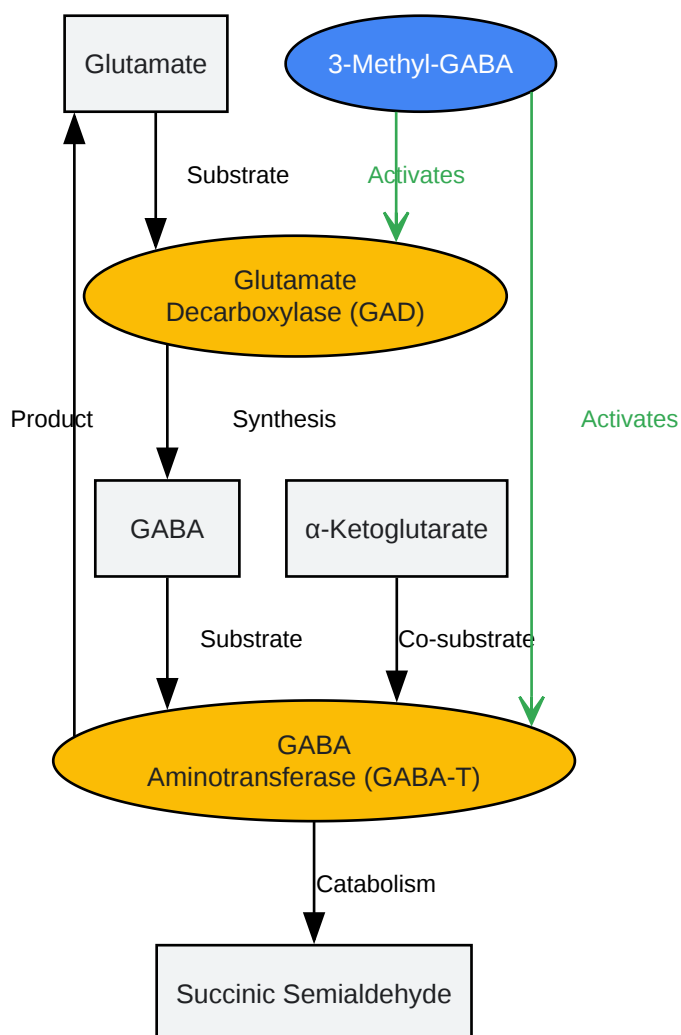 Glutamate
3-Methyl-GABA
Substrate
Activates
Glutamate
Decarboxylase (GAD)
Product
Synthesis
Activates
GABA
α-Ketoglutarate
Substrate
Co-substrate
GABA
Aminotransferase (GABA-T)
Catabolism
Succinic Semialdehyde